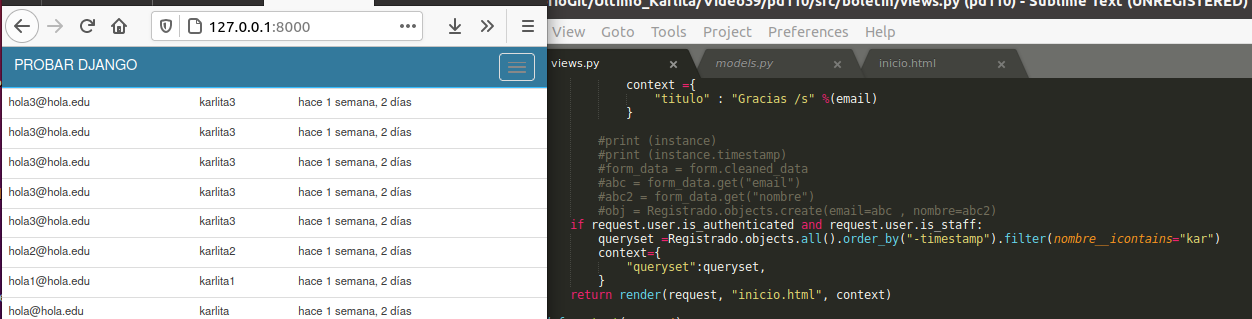 noGit/Ultimo_Karlita/Video39/pd110/src/boletin/views.py (pd110) - Sublime Text (UNREGISTERED)
127.0.0.1:8000
View Goto Tools Project Preferences Help
PROBAR DJANGO
views.py models.py inicio.html
hola3@hola.edu karlita3 hace 1 semana, 2 días
hola3@hola.edu karlita3 hace 1 semana, 2 días
hola3@hola.edu karlita3 hace 1 semana, 2 días
hola3@hola.edu karlita3 hace 1 semana, 2 días
hola3@hola.edu karlita3 hace 1 semana, 2 días
hola2@hola.edu karlita2 hace 1 semana, 2 días
hola1@hola.edu karlita1 hace 1 semana, 2 días
hola@hola.edu karlita hace 1 semana, 2 días
context ={
"titulo" : "Gracias /s" %(email)
}
#print (instance)
#print (instance.timestamp)
#form_data = form.cleaned_data
#abc = form_data.get("email")
#abc2 = form_data.get("nombre")
#obj = Registrado.objects.create(email=abc , nombre=abc2)
if request.user.is_authenticated and request.user.is_staff:
queryset =Registrado.objects.all().order_by("-timestamp").filter(nombre__icontains="kar")
context={
"queryset":queryset,
}
return render(request, "inicio.html", context)